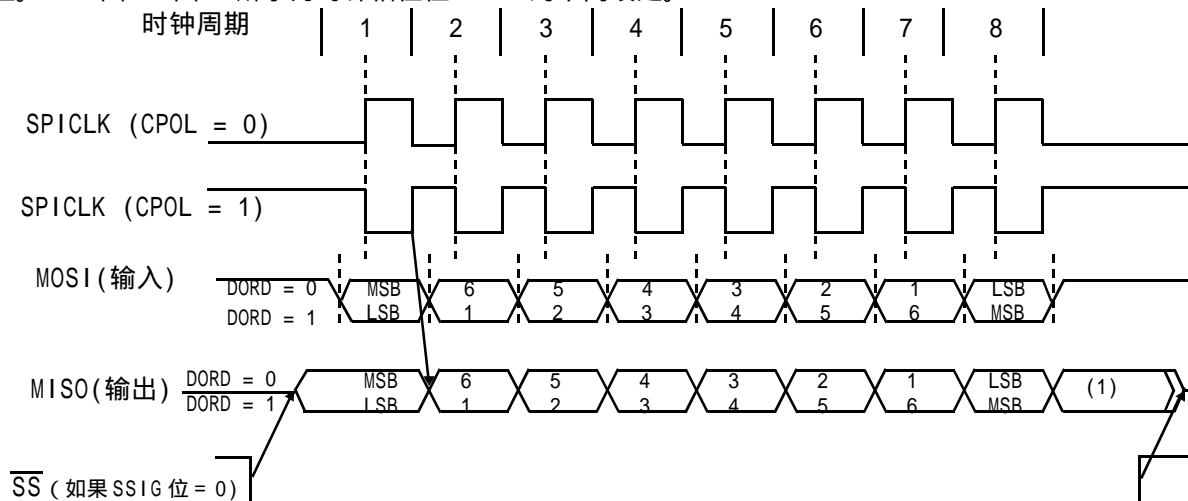 时钟周期 1 2 3 4 5 6 7 8
SPICLK (CPOL = 0)
SPICLK (CPOL = 1)
MOSI(输入) DORD = 0 MSB 6 5 4 3 2 1 LSB
DORD = 1 LSB 1 2 3 4 5 6 MSB
MISO(输出) DORD = 0 MSB 6 5 4 3 2 1 LSB (1)
DORD = 1 LSB 1 2 3 4 5 6 MSB
SS (如果SSIG位=0)